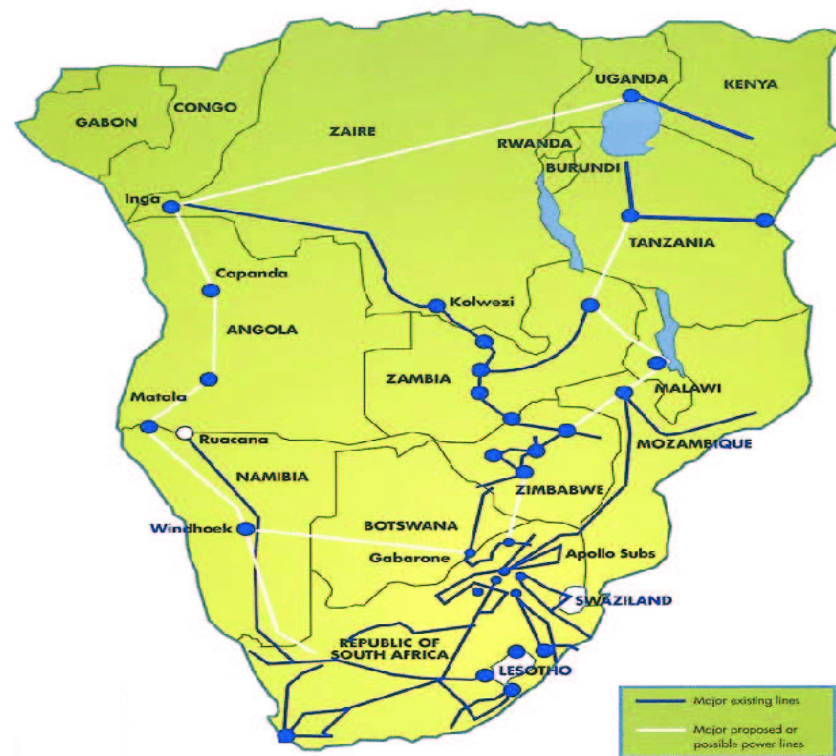 UGANDA
KENYA
CONGO
GABON
ZAIRE
RWANDA
BURUNDI
Inga
TANZANIA
Capanda
Kolwezi
ANGOLA
ZAMBIA
MALAWI
Matala
Ruacana
MOZAMBIQUE
NAMIBIA
ZIMBABWE
Windhoek
BOTSWANA
Gabarone
Apollo Subs
SWAZILAND
REPUBLIC OF
SOUTH AFRICA
LESOTHO
Major existing lines
Major proposed or
possible power lines